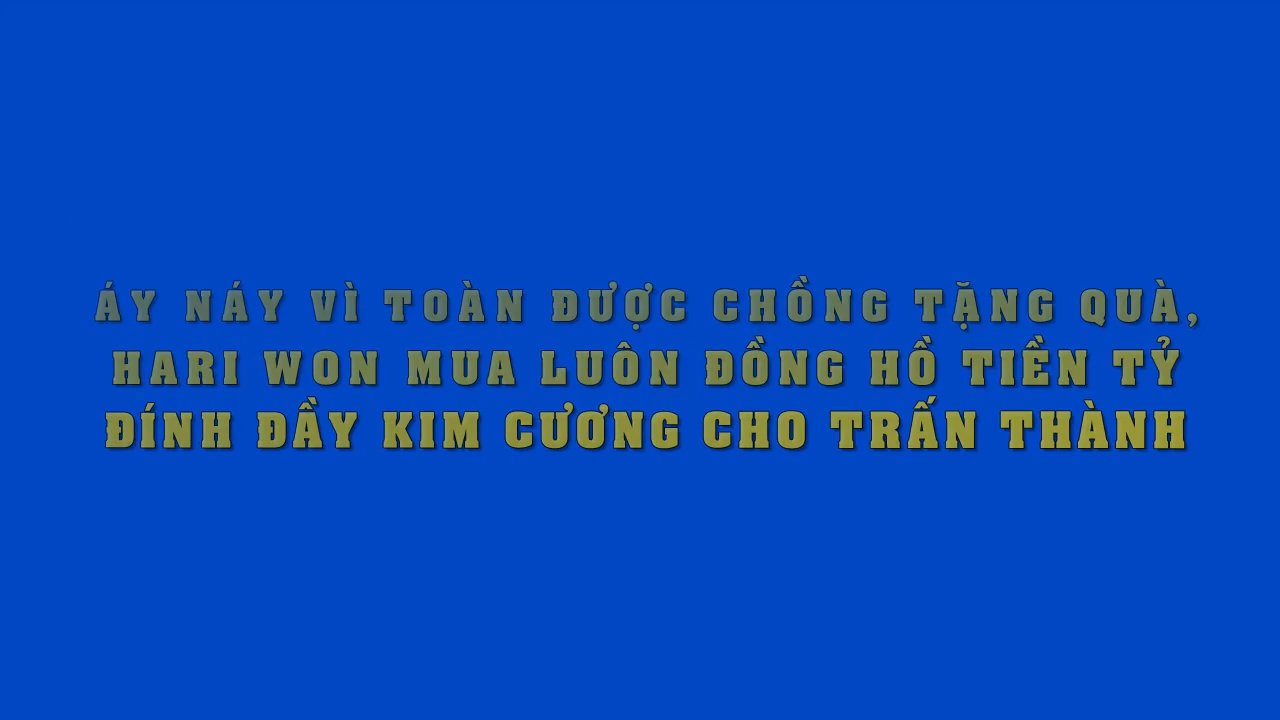 ÁY NÁY VÌ TOÀN ĐƯỢC CHỒNG TẶNG QUÀ,
HARI WON MUA LUÔN ĐỒNG HỒ TIỀN TỶ
ĐÍNH ĐẦY KIM CƯƠNG CHO TRẤN THÀNH